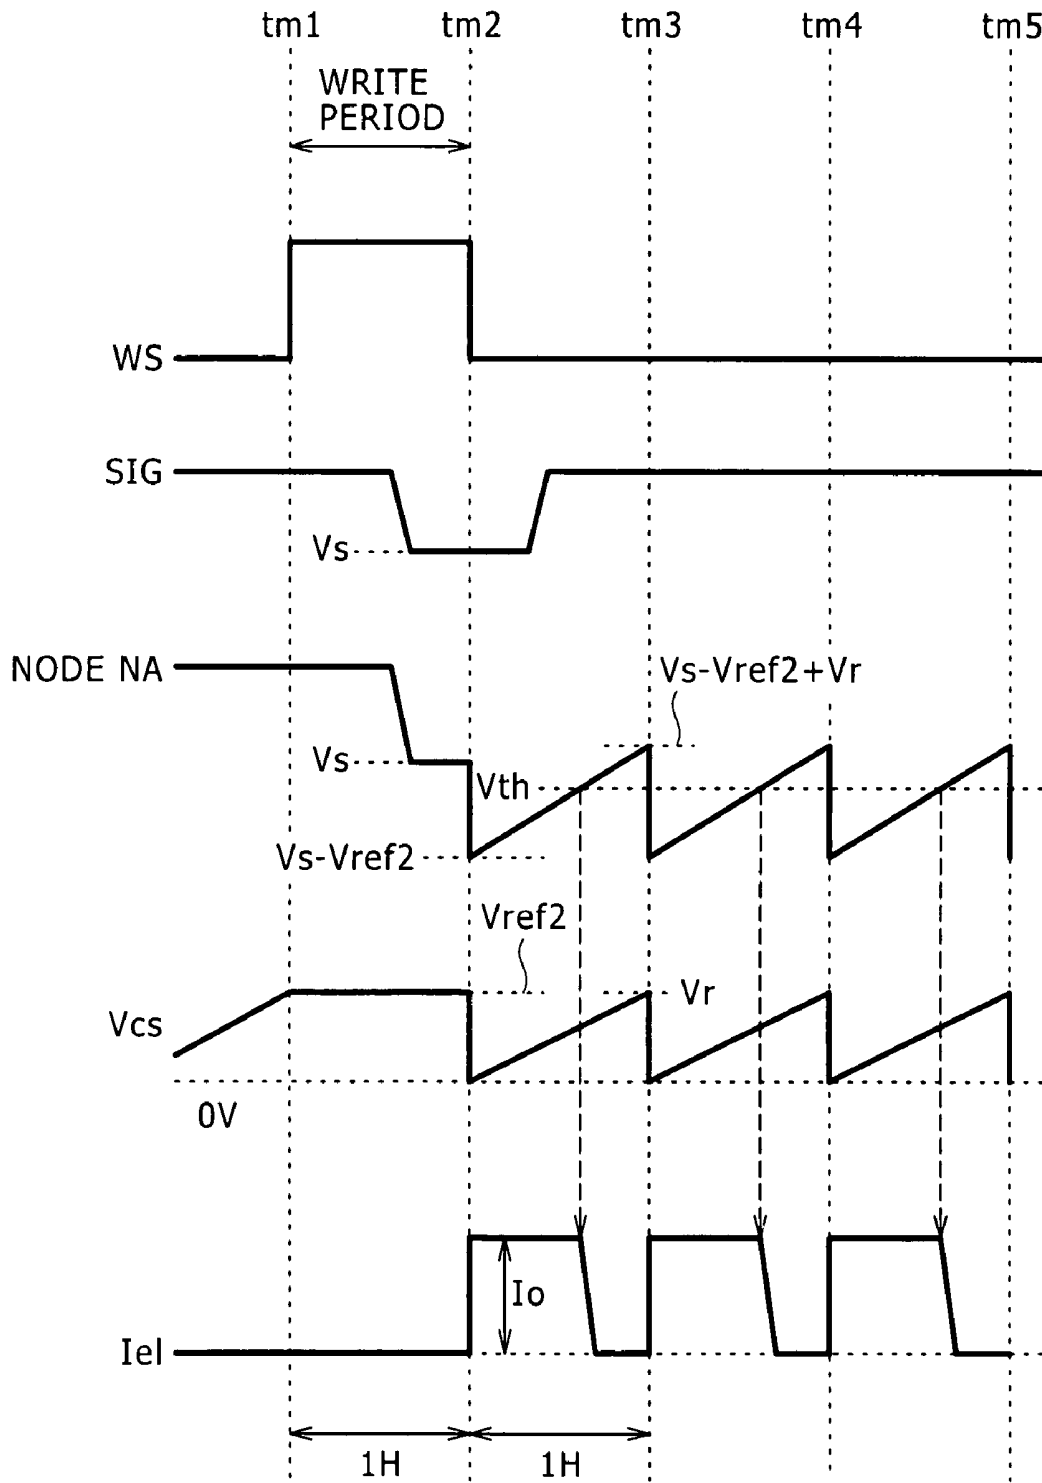 tm1 tm2 tm3 tm4 tm5
WRITE
PERIOD
WS
SIG
Vs
NODE NA
Vs-Vref2+Vr
Vs
Vth
Vs-Vref2
Vref2
Vr
Vcs
0V
Io
Iel
1H 1H